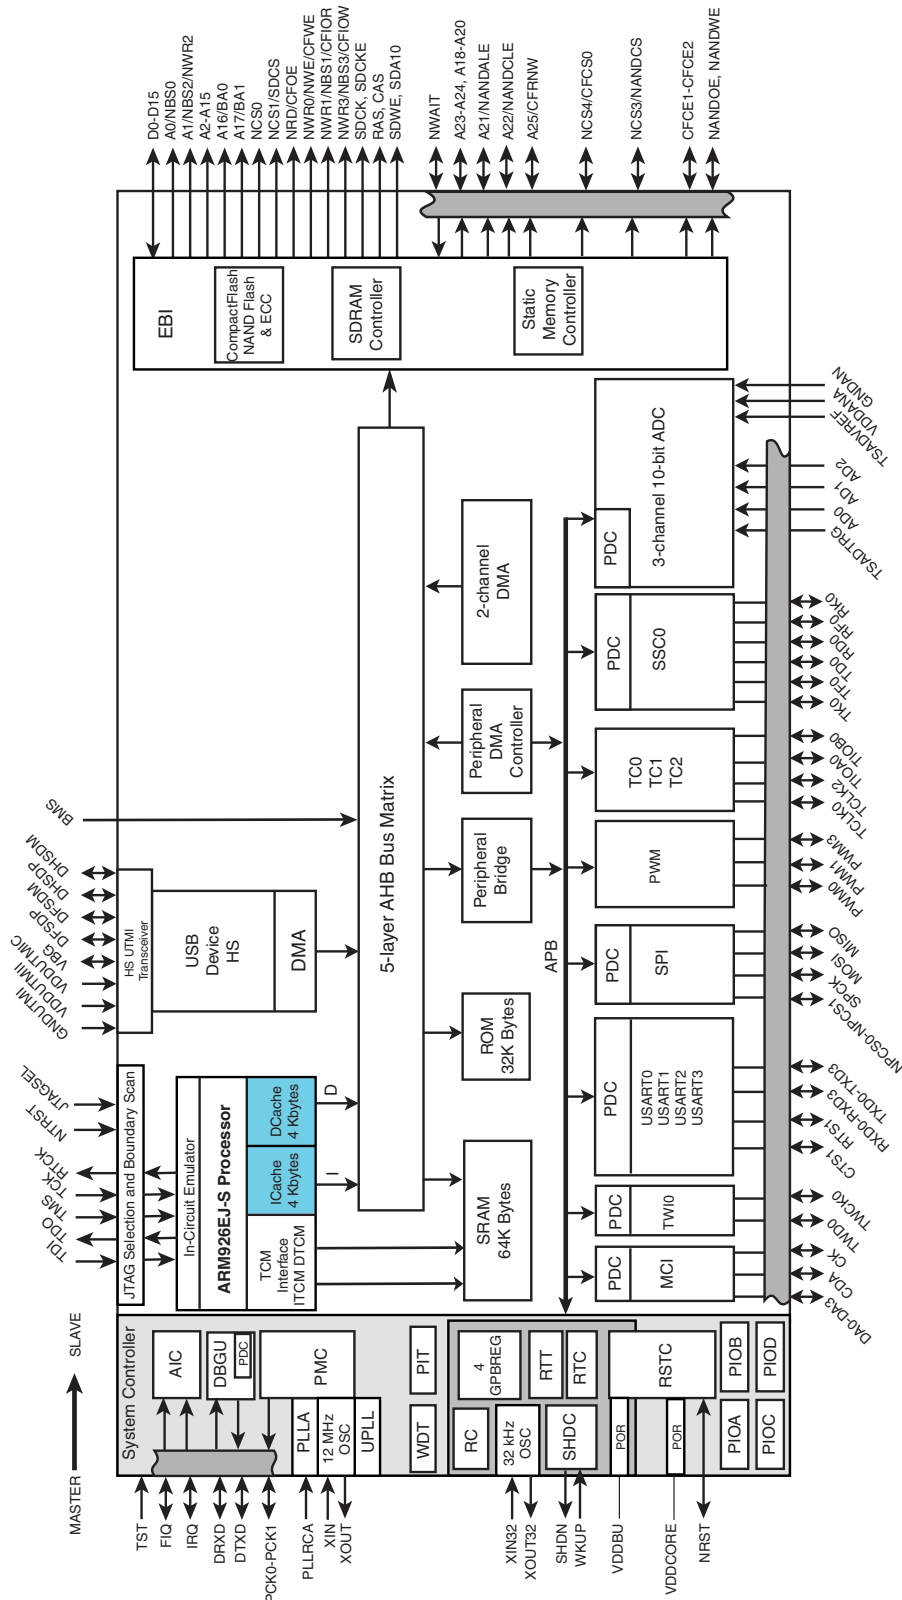 MASTER
SLAVE
TDI
TDO
TMS
TCK
RTCK
NTRST
JTAGSEL
GNDUTMI
VDDUTMII
VDDUTMIC
VBG
DFSDP
DFSDM
DHSDP
DHSDM
BMS
D0-D15
A0/NBS0
A1/NBS2/NWR2
A2-A15
A16/BA0
A17/BA1
NCS0
NCS1/SDCS
NRD/CFOE
NWR0/NWE/CFWE
NWR1/NBS1/CFIOR
NWR3/NBS3/CFIOW
SDCK, SDCKE
RAS, CAS
SDWE, SDA10
NWAIT
A23-A24, A18-A20
A21/NANDALE
A22/NANDCLE
A25/CFRNW
NCS4/CFCS0
NCS3/NANDCS
CFCE1-CFCE2
NANDOE, NANDWE
System Controller
JTAG Selection and Boundary Scan
HS UTMI
Transceiver
EBI
CompactFlash
NAND Flash
& ECC
SDRAM
Controller
Static
Memory
Controller
TST
FIQ
IRQ
DRXD
DTXD
PCK0-PCK1
PLLRCA
XIN
XOUT
XIN32
XOUT32
SHDN
WKUP
VDDBU
VDDCORE
NRST
AIC
DBGU
PDC
PMC
PLLA
12 MHz
OSC
UPLL
WDT
PIT
RC
4
GPBREG
32 kHz
OSC
RTT
SHDC
RTC
POR
RSTC
POR
PIOA
PIOB
PIOC
PIOD
In-Circuit Emulator
ARM926EJ-S Processor
TCM
Interface
ITCM DTCM
ICache
4 Kbytes
DCache
4 Kbytes
I
D
USB
Device
HS
DMA
5-layer AHB Bus Matrix
SRAM
64K Bytes
ROM
32K Bytes
Peripheral
Bridge
Peripheral
DMA
Controller
2-channel
DMA
APB
PDC
MCI
PDC
TWI0
PDC
USART0
USART1
USART2
USART3
PDC
SPI
PWM
TC0
TC1
TC2
PDC
SSC0
PDC
3-channel 10-bit ADC
DA0-DA3
CDA
CK
TWD0
TWCK0
CTS1
RTS1
RXD0-RXD3
TXD0-TXD3
NPCS0-NPCS1
SPCK
MOSI
MISO
PWM0
PWM1
PWM3
TCLK0
TCLK2
TIOA0
TIOB0
TK0
TF0
TD0
RD0
RF0
RK0
TSADTRG
AD0
AD1
AD2
TSADVREF
VDDANA
GNDAN